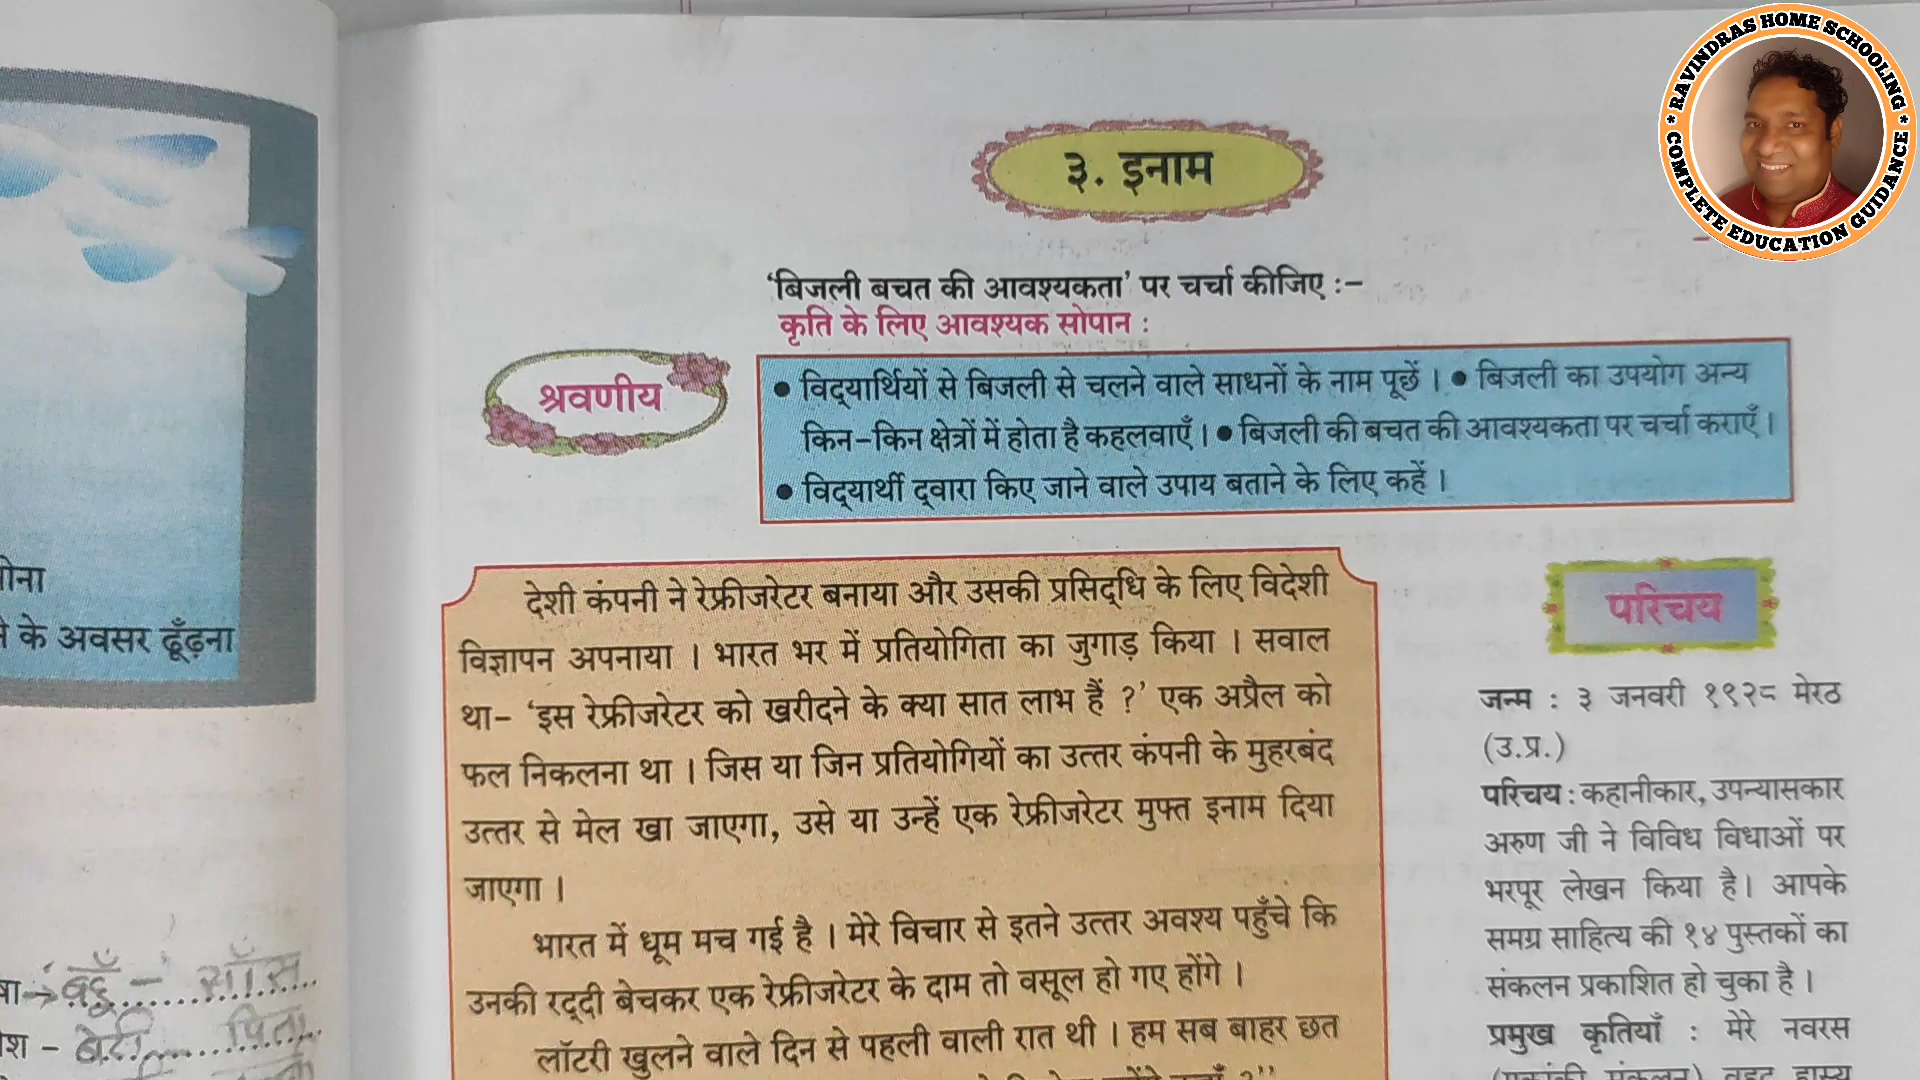 RAVINDRAS HOME SCHOOLING
* COMPLETE EDUCATION GUIDANCE *
३. इनाम
'बिजली बचत की आवश्यकता' पर चर्चा कीजिए :-
कृति के लिए आवश्यक सोपान :
श्रवणीय
• विद्यार्थियों से बिजली से चलने वाले साधनों के नाम पूछें । • बिजली का उपयोग अन्य
किन-किन क्षेत्रों में होता है कहलवाएँ । • बिजली की बचत की आवश्यकता पर चर्चा कराएँ ।
• विद्यार्थी द्वारा किए जाने वाले उपाय बताने के लिए कहें ।
देशी कंपनी ने रेफ्रीजरेटर बनाया और उसकी प्रसिद्धि के लिए विदेशी
विज्ञापन अपनाया । भारत भर में प्रतियोगिता का जुगाड़ किया । सवाल
था- 'इस रेफ्रीजरेटर को खरीदने के क्या सात लाभ हैं ?' एक अप्रैल को
फल निकलना था । जिस या जिन प्रतियोगियों का उत्तर कंपनी के मुहरबंद
उत्तर से मेल खा जाएगा, उसे या उन्हें एक रेफ्रीजरेटर मुफ्त इनाम दिया
जाएगा ।
भारत में धूम मच गई है । मेरे विचार से इतने उत्तर अवश्य पहुँचे कि
उनकी रद्दी बेचकर एक रेफ्रीजरेटर के दाम तो वसूल हो गए होंगे ।
लॉटरी खुलने वाले दिन से पहली वाली रात थी । हम सब बाहर छत
परिचय
जन्म : ३ जनवरी १९२८ मेरठ
(उ.प्र.)
परिचय : कहानीकार, उपन्यासकार
अरुण जी ने विविध विधाओं पर
भरपूर लेखन किया है। आपके
समग्र साहित्य की १४ पुस्तकों का
संकलन प्रकाशित हो चुका है ।
प्रमुख कृतियाँ : मेरे नवरस
के अवसर ढूँढ़ना
बेटी
पिता